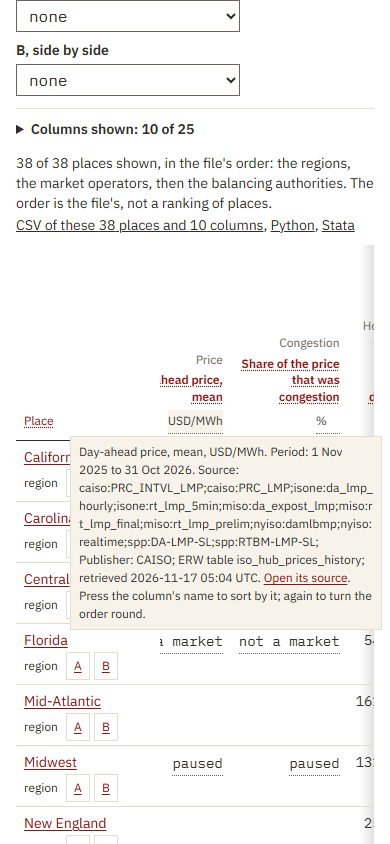 none
B, side by side
none
Columns shown: 10 of 25
38 of 38 places shown, in the file's order: the regions,
the market operators, then the balancing authorities. The
order is the file's, not a ranking of places.
CSV of these 38 places and 10 columns, Python, Stata
Congestion
Price
Share of the price
that was
congestion
head price,
mean
Place
USD/MWh
%
region
Day-ahead price, mean, USD/MWh. Period: 1 Nov
2025 to 31 Oct 2026. Source:
caiso:PRC_INTVL_LMP;caiso:PRC_LMP;isone:da_lmp_
hourly;isone:rt_lmp_5min;miso:da_expost_lmp;miso:r
t_lmp_final;miso:rt_lmp_prelim;nyiso:damlbmp;nyiso:
realtime;spp:DA-LMP-SL;spp:RTBM-LMP-SL;
Publisher: CAISO; ERW table iso_hub_prices_history;
retrieved 2026-11-17 05:04 UTC. Open its source.
Press the column's name to sort by it; again to turn the
order round.
region
Central
region
Florida a market not a market
region A B
Mid-Atlantic
region A B
Midwest paused paused
region A B
New England